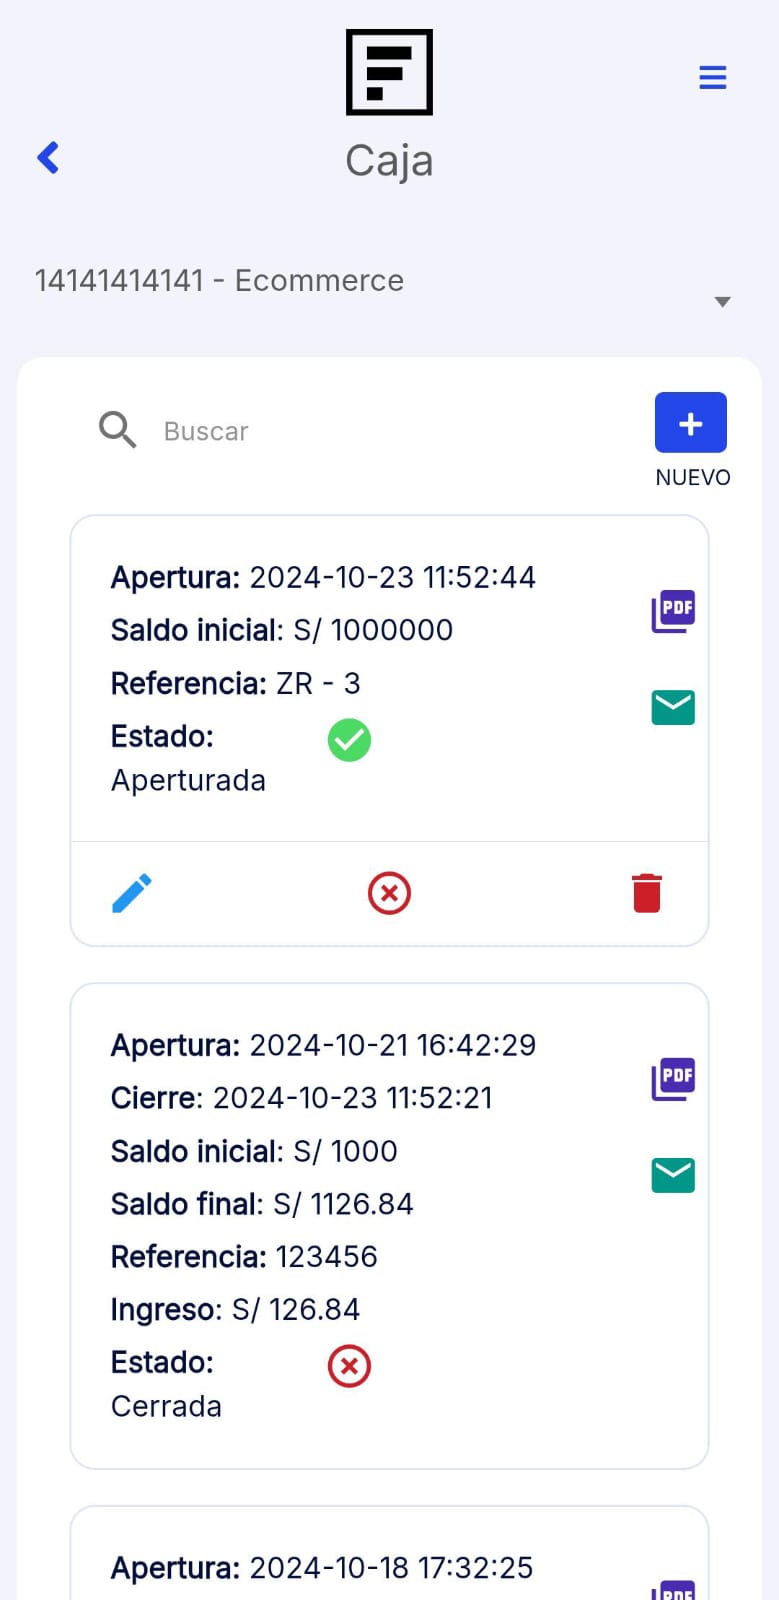 Caja
14141414141 - Ecommerce
Buscar
NUEVO
Apertura: 2024-10-23 11:52:44
Saldo inicial: S/ 1000000
Referencia: ZR - 3
Estado:
Aperturada
PDF
Apertura: 2024-10-21 16:42:29
Cierre: 2024-10-23 11:52:21
Saldo inicial: S/ 1000
Saldo final: S/ 1126.84
Referencia: 123456
Ingreso: S/ 126.84
Estado:
Cerrada
PDF
Apertura: 2024-10-18 17:32:25
PDF